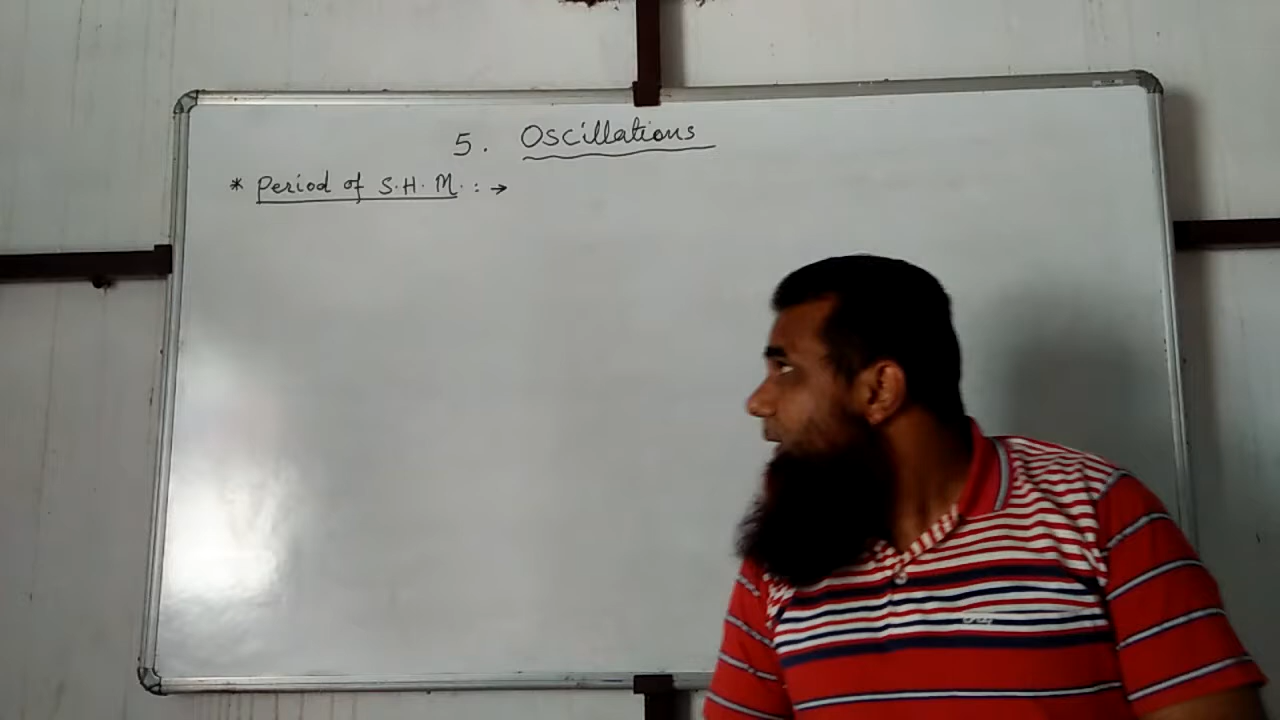 5. Oscillations
* Period of S.H.M. : →